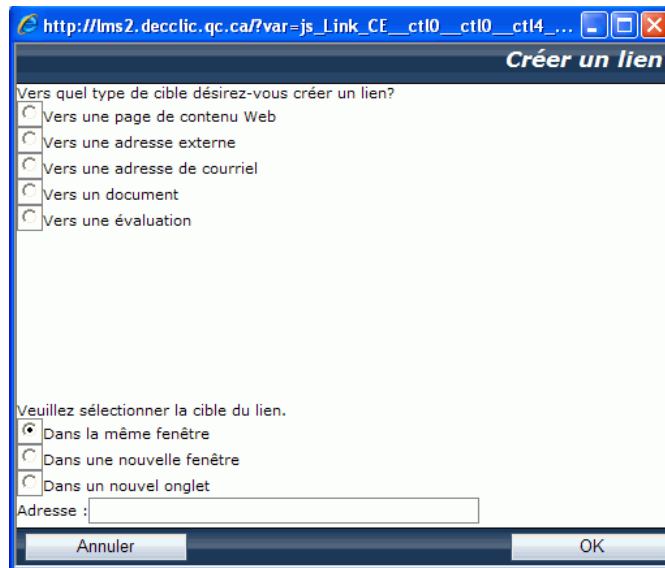 http://lms2.decclic.qc.ca/?var=js_Link_CE__ctl0__ctl0__ctl4_...
Créer un lien
Vers quel type de cible désirez-vous créer un lien?
Vers une page de contenu Web
Vers une adresse externe
Vers une adresse de courriel
Vers un document
Vers une évaluation
Veuillez sélectionner la cible du lien.
Dans la même fenêtre
Dans une nouvelle fenêtre
Dans un nouvel onglet
Adresse :
Annuler OK